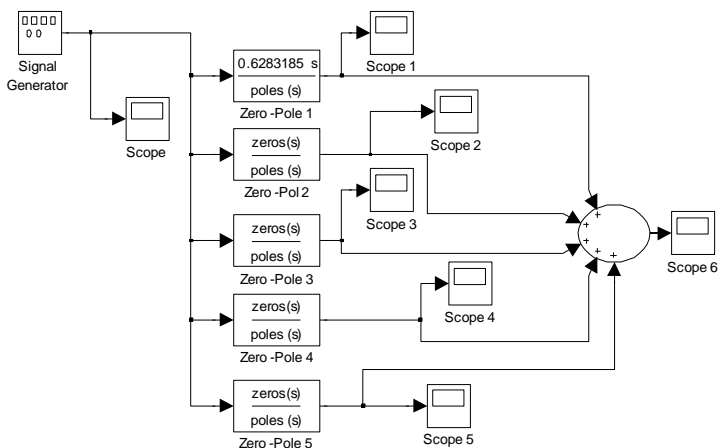 Signal
Generator
Scope
0.6283185 s
poles (s)
Zero -Pole 1
Scope 1
zeros(s)
poles (s)
Zero -Pol 2
Scope 2
zeros(s)
poles (s)
Zero -Pole 3
Scope 3
zeros(s)
poles (s)
Zero -Pole 4
Scope 4
zeros(s)
poles (s)
Zero -Pole 5
Scope 5
+
+
+
+
+
Scope 6